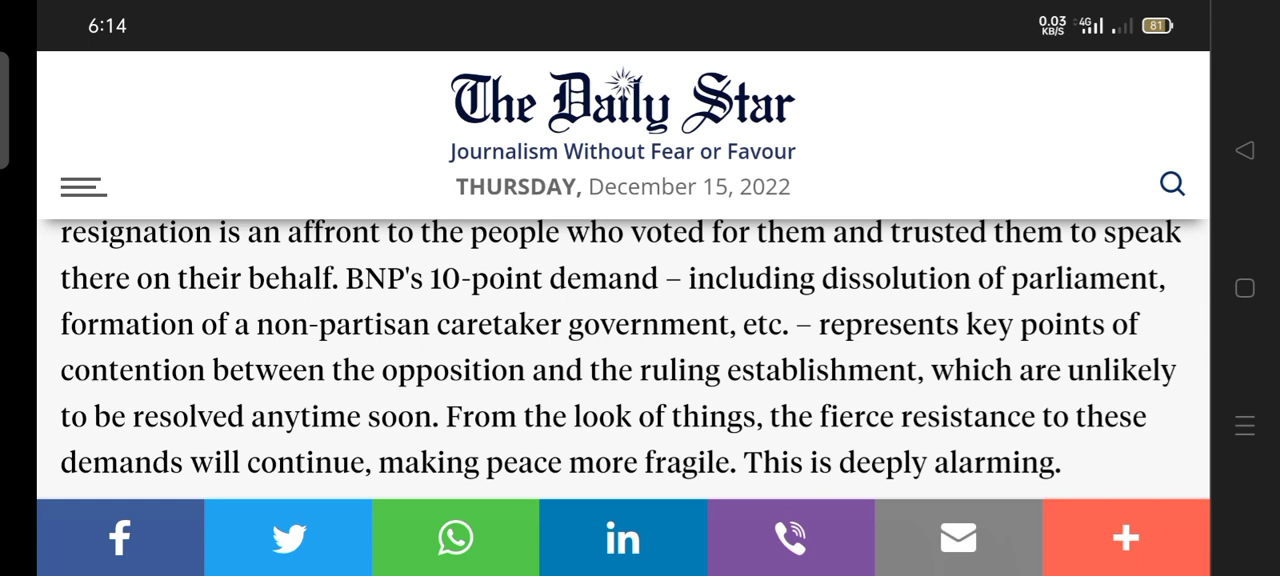 6:14
0.03
KB/S
4G
81
The Daily Star
Journalism Without Fear or Favour
THURSDAY, December 15, 2022
resignation is an affront to the people who voted for them and trusted them to speak
there on their behalf. BNP's 10-point demand – including dissolution of parliament,
formation of a non-partisan caretaker government, etc. – represents key points of
contention between the opposition and the ruling establishment, which are unlikely
to be resolved anytime soon. From the look of things, the fierce resistance to these
demands will continue, making peace more fragile. This is deeply alarming.
f
in
+